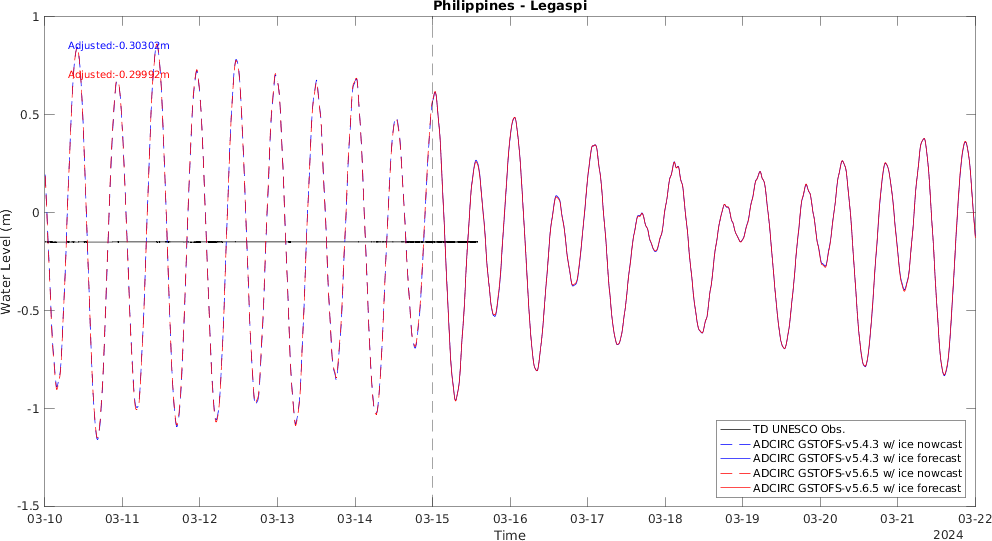 Philippines - Legaspi
Adjusted:-0.30302m
Adjusted:-0.29992m
1
0.5
0
-0.5
-1
-1.5
Water Level (m)
TD UNESCO Obs.
ADCIRC GSTOFS-v5.4.3 w/ ice nowcast
ADCIRC GSTOFS-v5.4.3 w/ ice forecast
ADCIRC GSTOFS-v5.6.5 w/ ice nowcast
ADCIRC GSTOFS-v5.6.5 w/ ice forecast
03-10 03-11 03-12 03-13 03-14 03-15 03-16 03-17 03-18 03-19 03-20 03-21 03-22
Time
2024